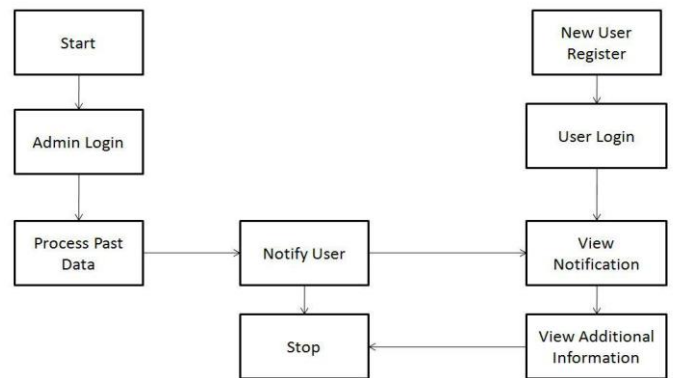 Start
New User
Register
Admin Login
User Login
Process Past
Data
Notify User
View
Notification
Stop
View Additional
Information